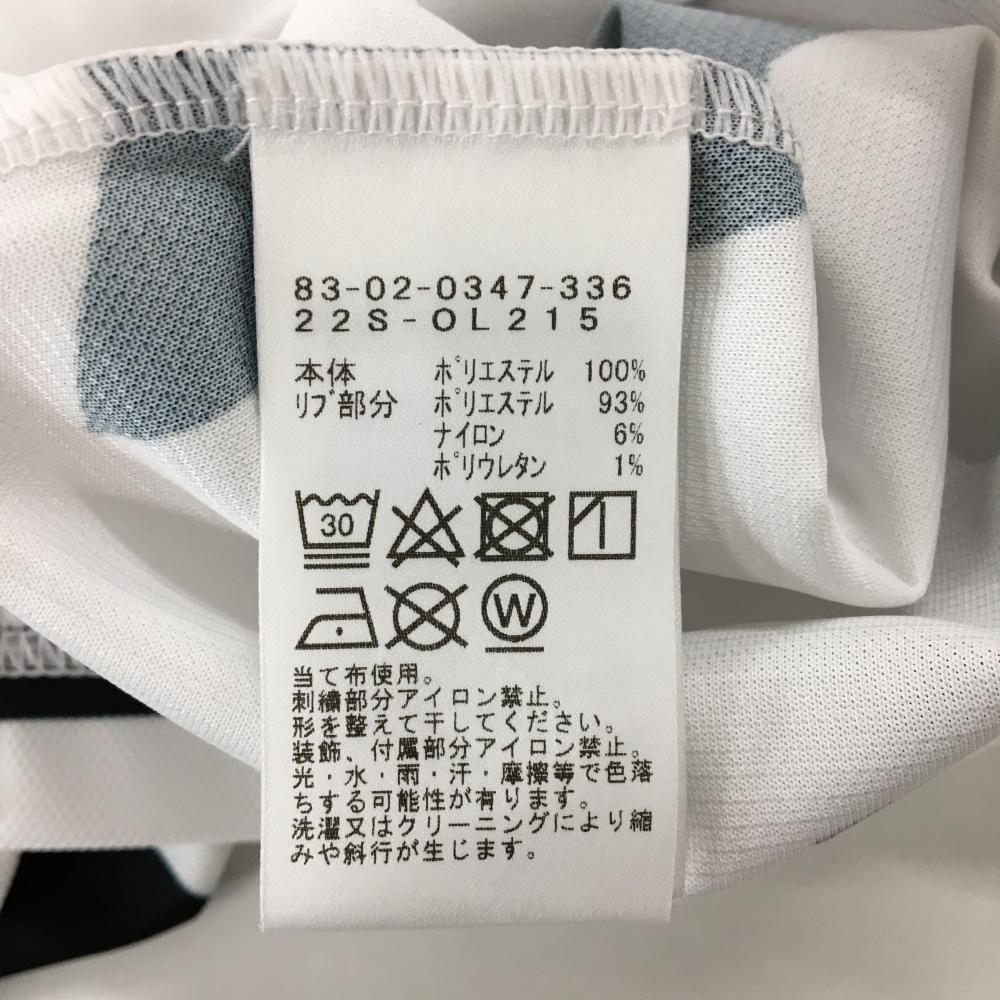 83-02-0347-336
22S-OL215
本体 ポリエステル 100%
リブ部分 ポリエステル 93%
ナイロン 6%
ポリウレタン 1%
30
W
当て布使用。
刺繍部分アイロン禁止。
形を整えて干してください。
装飾、付属部分アイロン禁止。
光・水・雨・汗・摩擦等で色落
ちする可能性が有ります。
洗濯又はクリーニングにより縮
みや斜行が生じます。